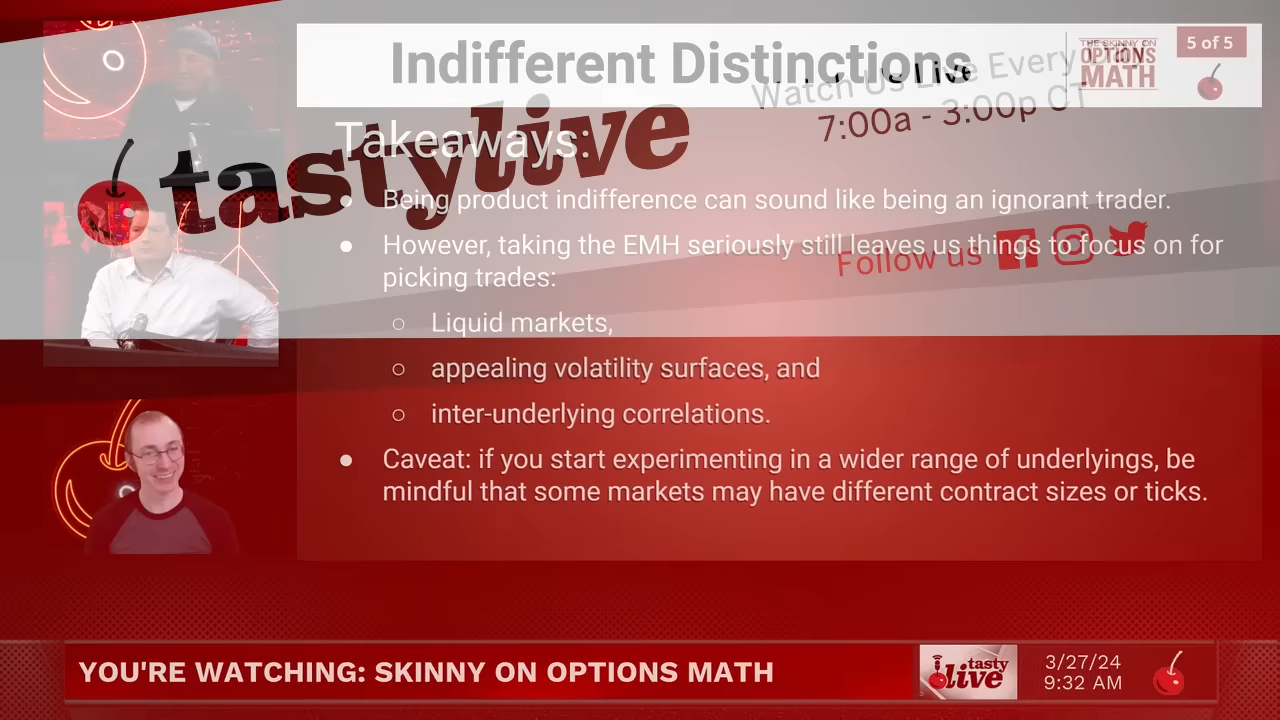 Indifferent Distinctions
THE SKINNY ON
OPTIONS
MATH
5 of 5
Watch Us Live Every
7:00a - 3:00p CT
tastylive
Takeaways:
● Being product indifference can sound like being an ignorant trader.
● However, taking the EMH seriously still leaves us things to focus on for
picking trades:
Follow us
○ Liquid markets,
○ appealing volatility surfaces, and
○ inter-underlying correlations.
● Caveat: if you start experimenting in a wider range of underlyings, be
mindful that some markets may have different contract sizes or ticks.
YOU'RE WATCHING: SKINNY ON OPTIONS MATH
tasty
live
3/27/24
9:32 AM